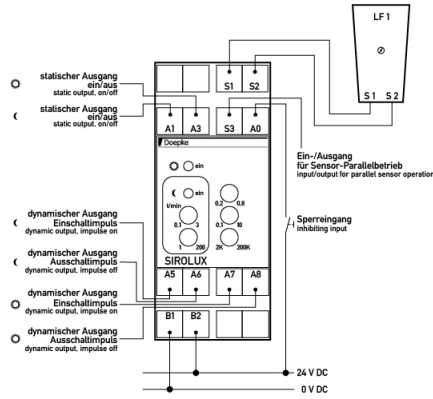 LF 1
S 1 S 2
statischer Ausgang
ein/aus
static output, on/off
statischer Ausgang
ein/aus
static output, on/off
S1 S2
A1 A3 S3 A0
Doepke
ein
ein
t/min
0,1 3
0,2 0,8
0,1 10
1 200
2K 200K
SIROLUX
A5 A6 A7 A8
B1 B2
Ein-/Ausgang
für Sensor-Parallelbetrieb
input/output for parallel sensor operation
Sperreingang
inhibiting input
dynamischer Ausgang
Einschaltimpuls
dynamic output, impulse on
dynamischer Ausgang
Ausschaltimpuls
dynamic output, impulse off
dynamischer Ausgang
Einschaltimpuls
dynamic output, impulse on
dynamischer Ausgang
Ausschaltimpuls
dynamic output, impulse off
24 V DC
0 V DC